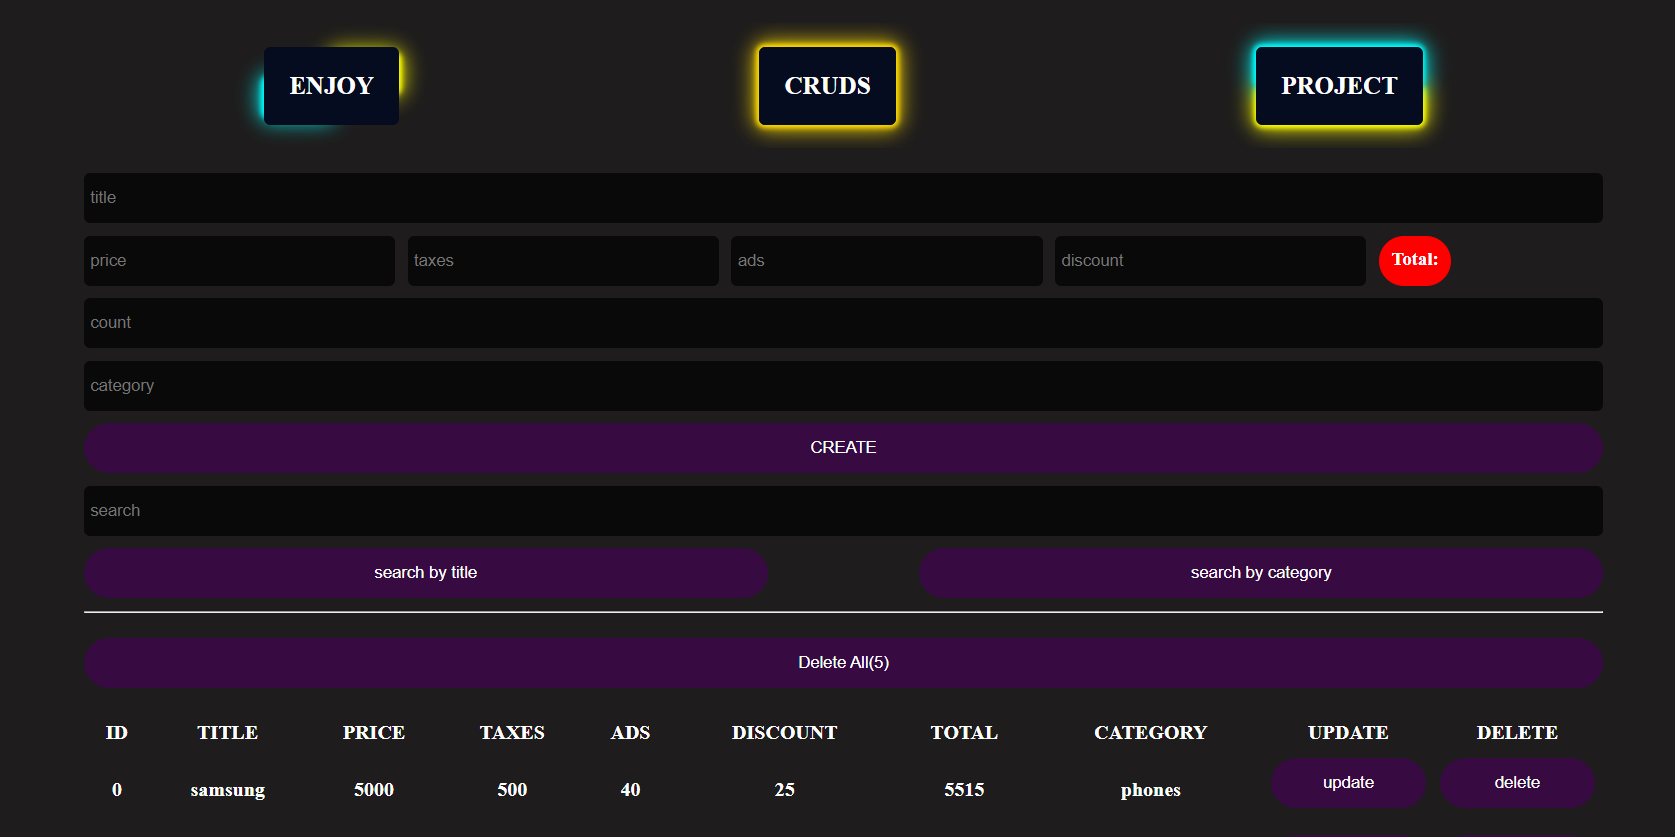 ENJOY CRUDS PROJECT
title
price taxes ads discount Total:
count
category
CREATE
search
search by title search by category
Delete All(5)
ID TITLE PRICE TAXES ADS DISCOUNT TOTAL CATEGORY UPDATE DELETE
0 samsung 5000 500 40 25 5515 phones update delete